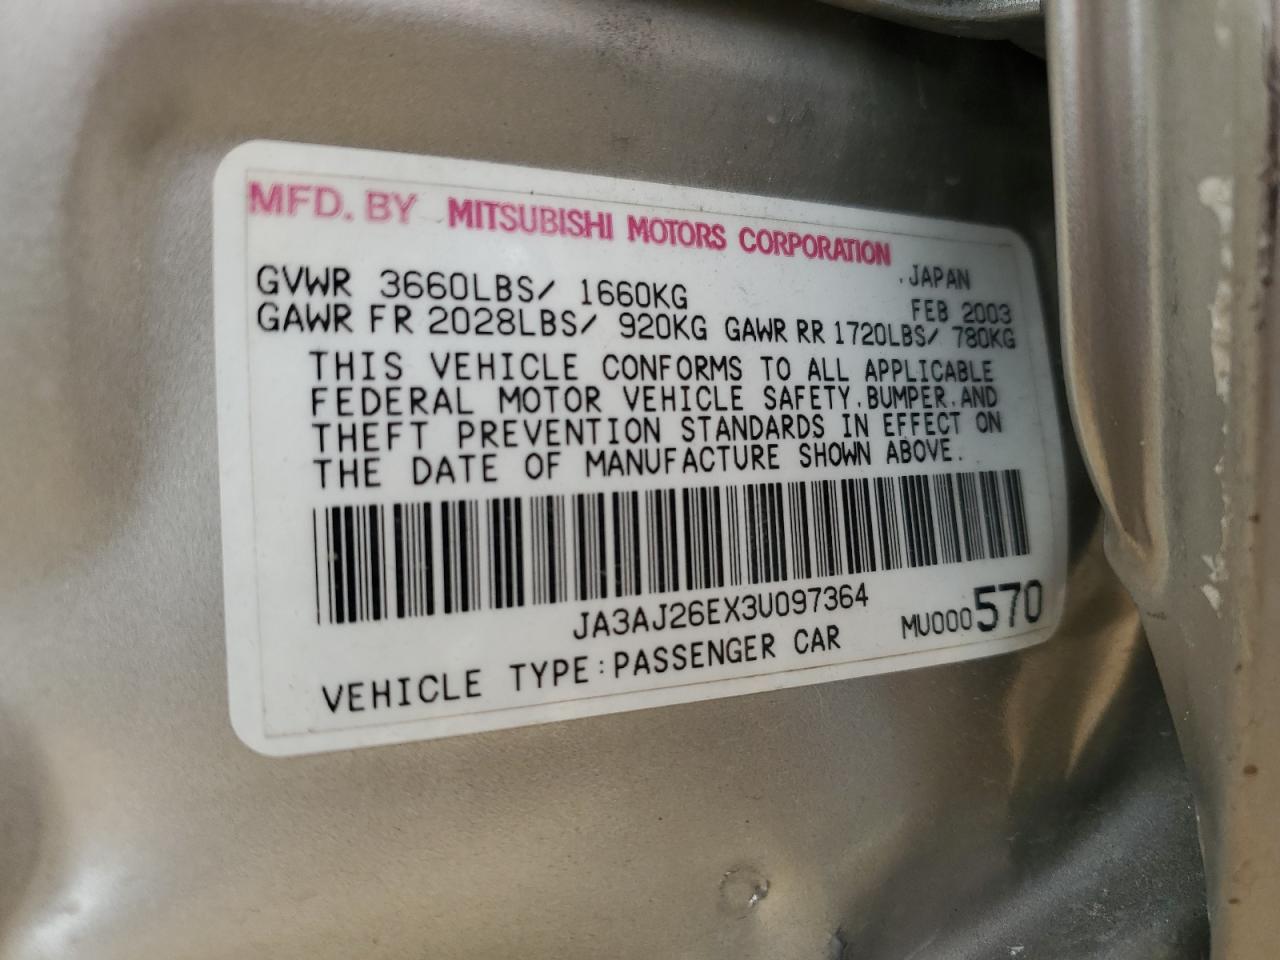 MFD. BY MITSUBISHI MOTORS CORPORATION
JAPAN
GVWR 3660LBS/ 1660KG FEB 2003
GAWR FR 2028LBS/ 920KG GAWR RR 1720LBS/ 780KG
THIS VEHICLE CONFORMS TO ALL APPLICABLE
FEDERAL MOTOR VEHICLE SAFETY, BUMPER, AND
THEFT PREVENTION STANDARDS IN EFFECT ON
THE DATE OF MANUFACTURE SHOWN ABOVE.
JA3AJ26EX3U097364
MU000570
VEHICLE TYPE: PASSENGER CAR